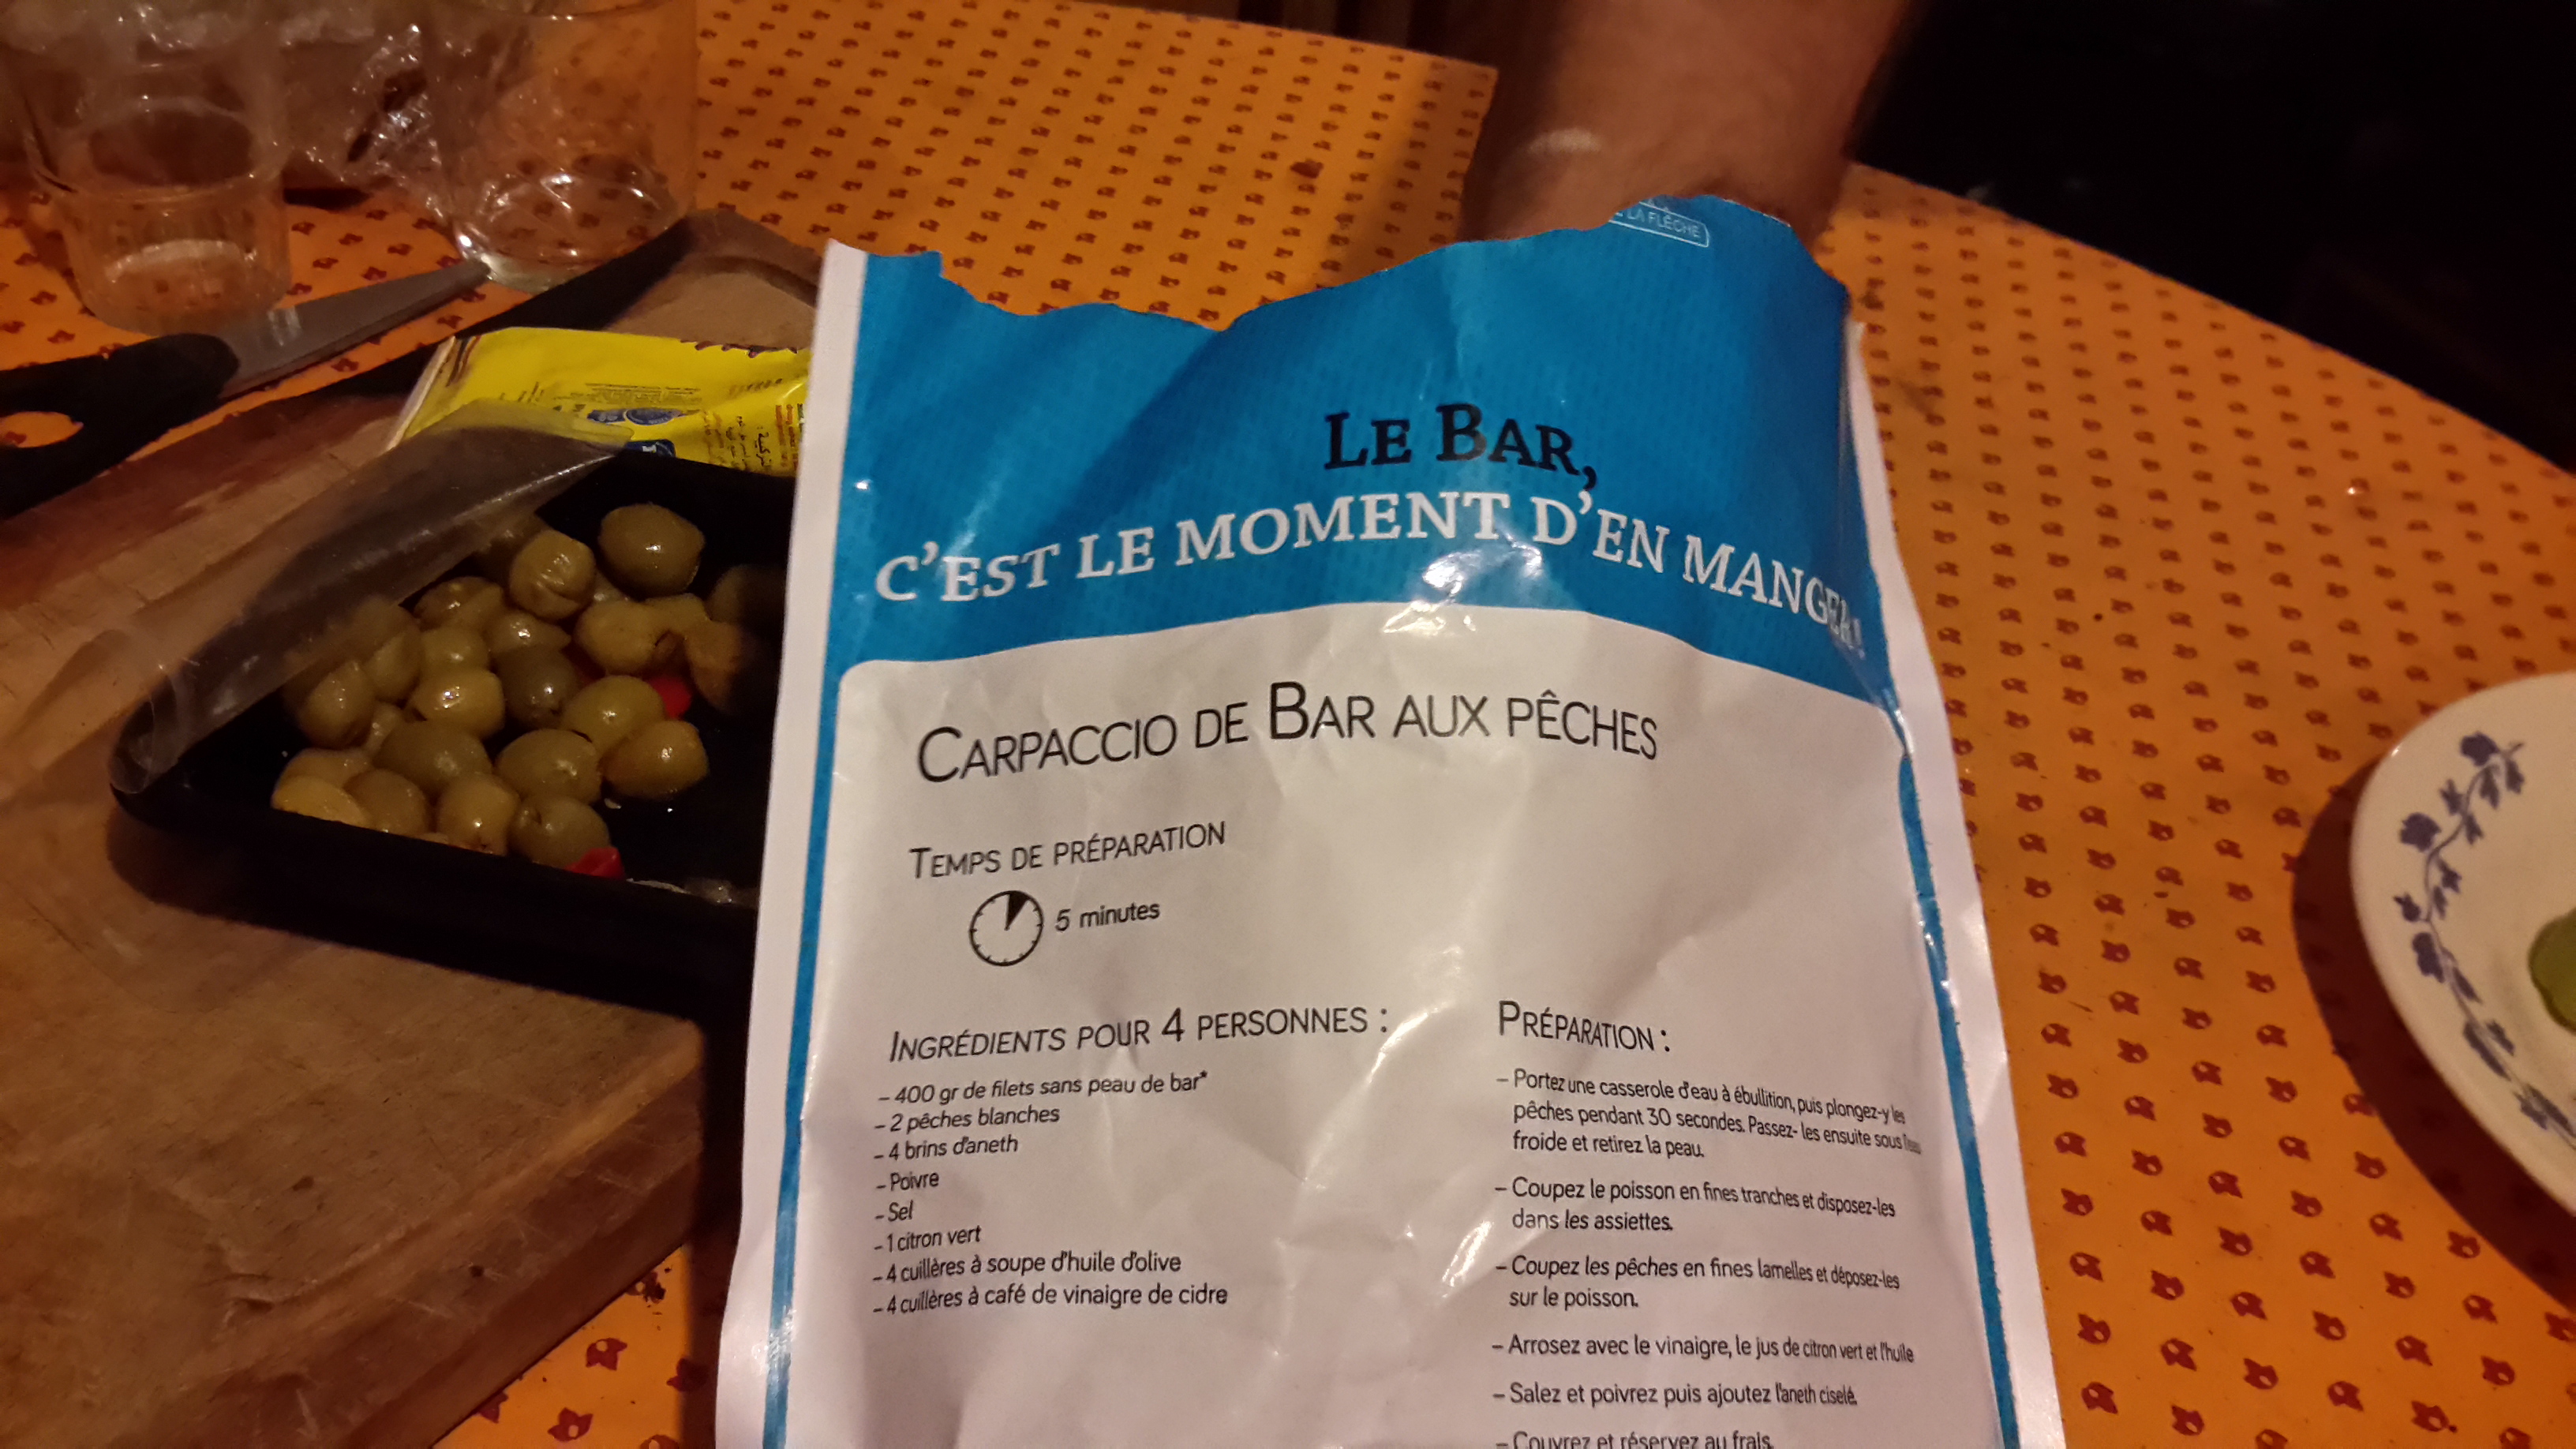 LA FLÈCHE
LE BAR,
C'EST LE MOMENT D'EN MANGER!
CARPACCIO DE BAR AUX PÊCHES
TEMPS DE PRÉPARATION
5 minutes
INGRÉDIENTS POUR 4 PERSONNES :
– 400 gr de filets sans peau de bar*
– 2 pêches blanches
– 4 brins d'aneth
– Poivre
– Sel
– 1 citron vert
– 4 cuillères à soupe d'huile d'olive
– 4 cuillères à café de vinaigre de cidre
PRÉPARATION :
– Portez une casserole d'eau à ébullition, puis plongez-y les
pêches pendant 30 secondes. Passez- les ensuite sous
froide et retirez la peau.
– Coupez le poisson en fines tranches et disposez-les
dans les assiettes.
– Coupez les pêches en fines lamelles et déposez-les
sur le poisson.
– Arrosez avec le vinaigre, le jus de citron vert et l'huile
– Salez et poivrez puis ajoutez l'aneth ciselé.
– Couvrez et réservez au frais.